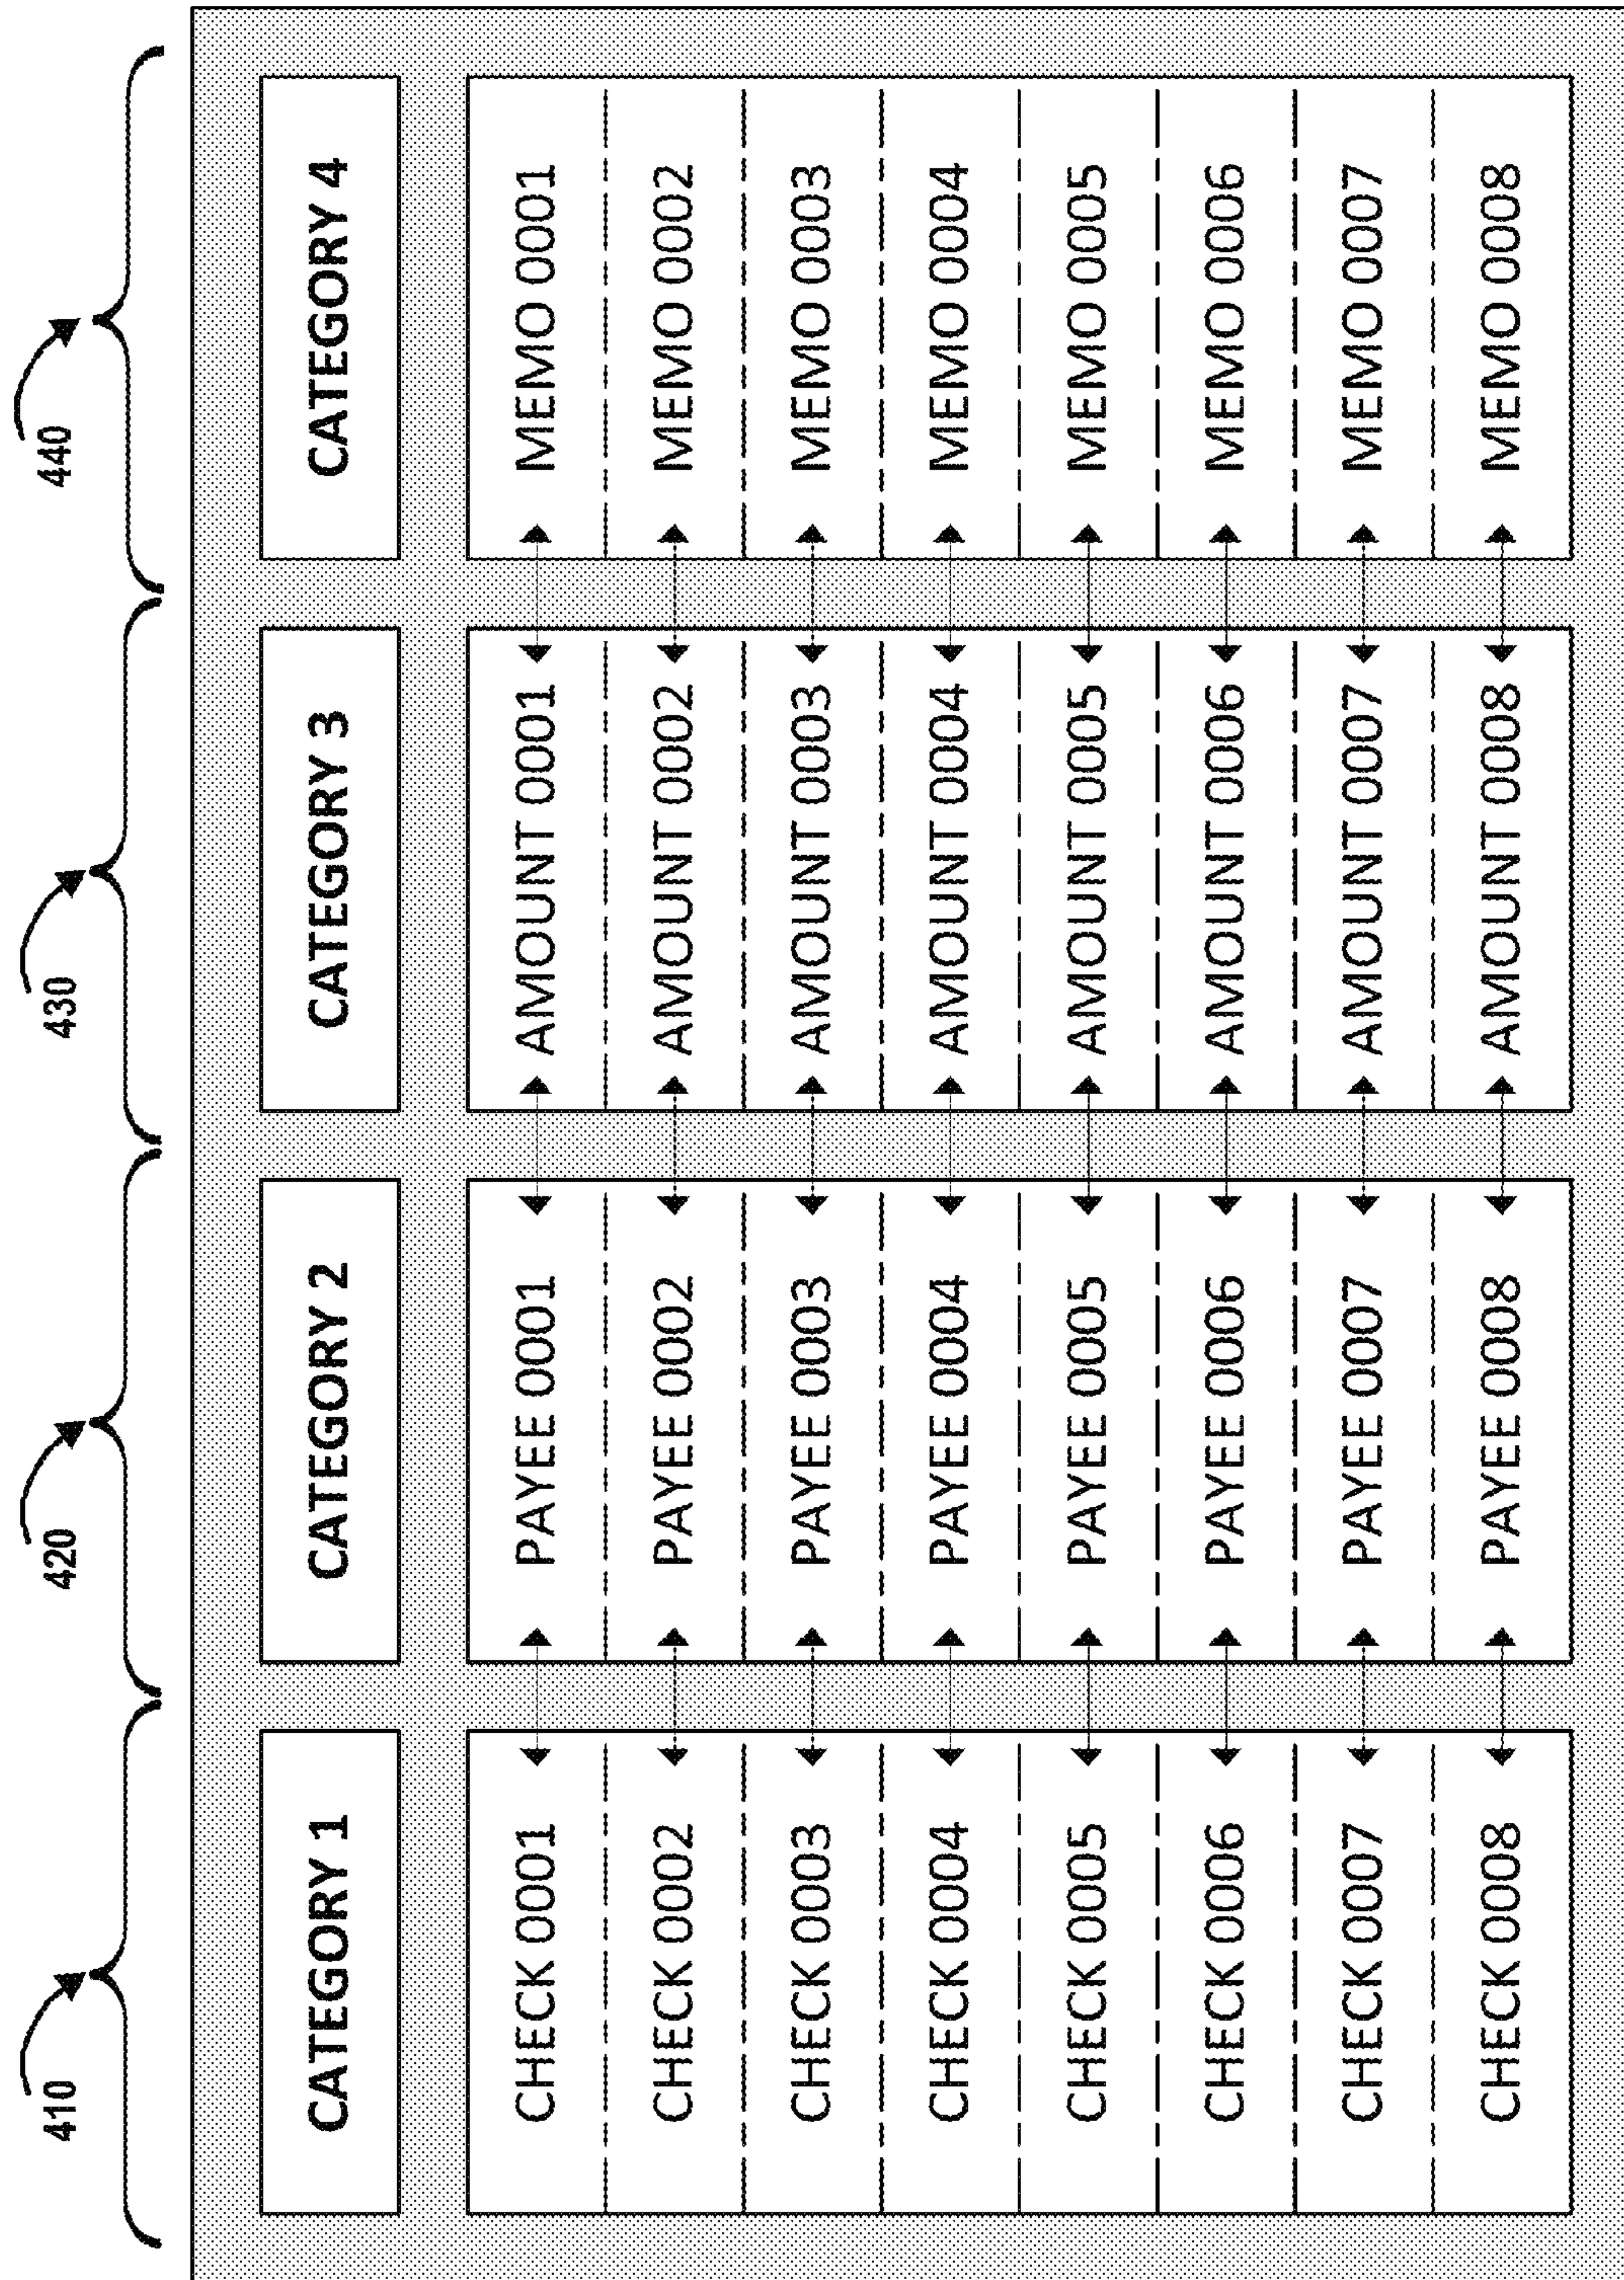 410 420 430 440
CATEGORY 1 CATEGORY 2 CATEGORY 3 CATEGORY 4
CHECK 0001 PAYEE 0001 AMOUNT 0001 MEMO 0001
CHECK 0002 PAYEE 0002 AMOUNT 0002 MEMO 0002
CHECK 0003 PAYEE 0003 AMOUNT 0003 MEMO 0003
CHECK 0004 PAYEE 0004 AMOUNT 0004 MEMO 0004
CHECK 0005 PAYEE 0005 AMOUNT 0005 MEMO 0005
CHECK 0006 PAYEE 0006 AMOUNT 0006 MEMO 0006
CHECK 0007 PAYEE 0007 AMOUNT 0007 MEMO 0007
CHECK 0008 PAYEE 0008 AMOUNT 0008 MEMO 0008